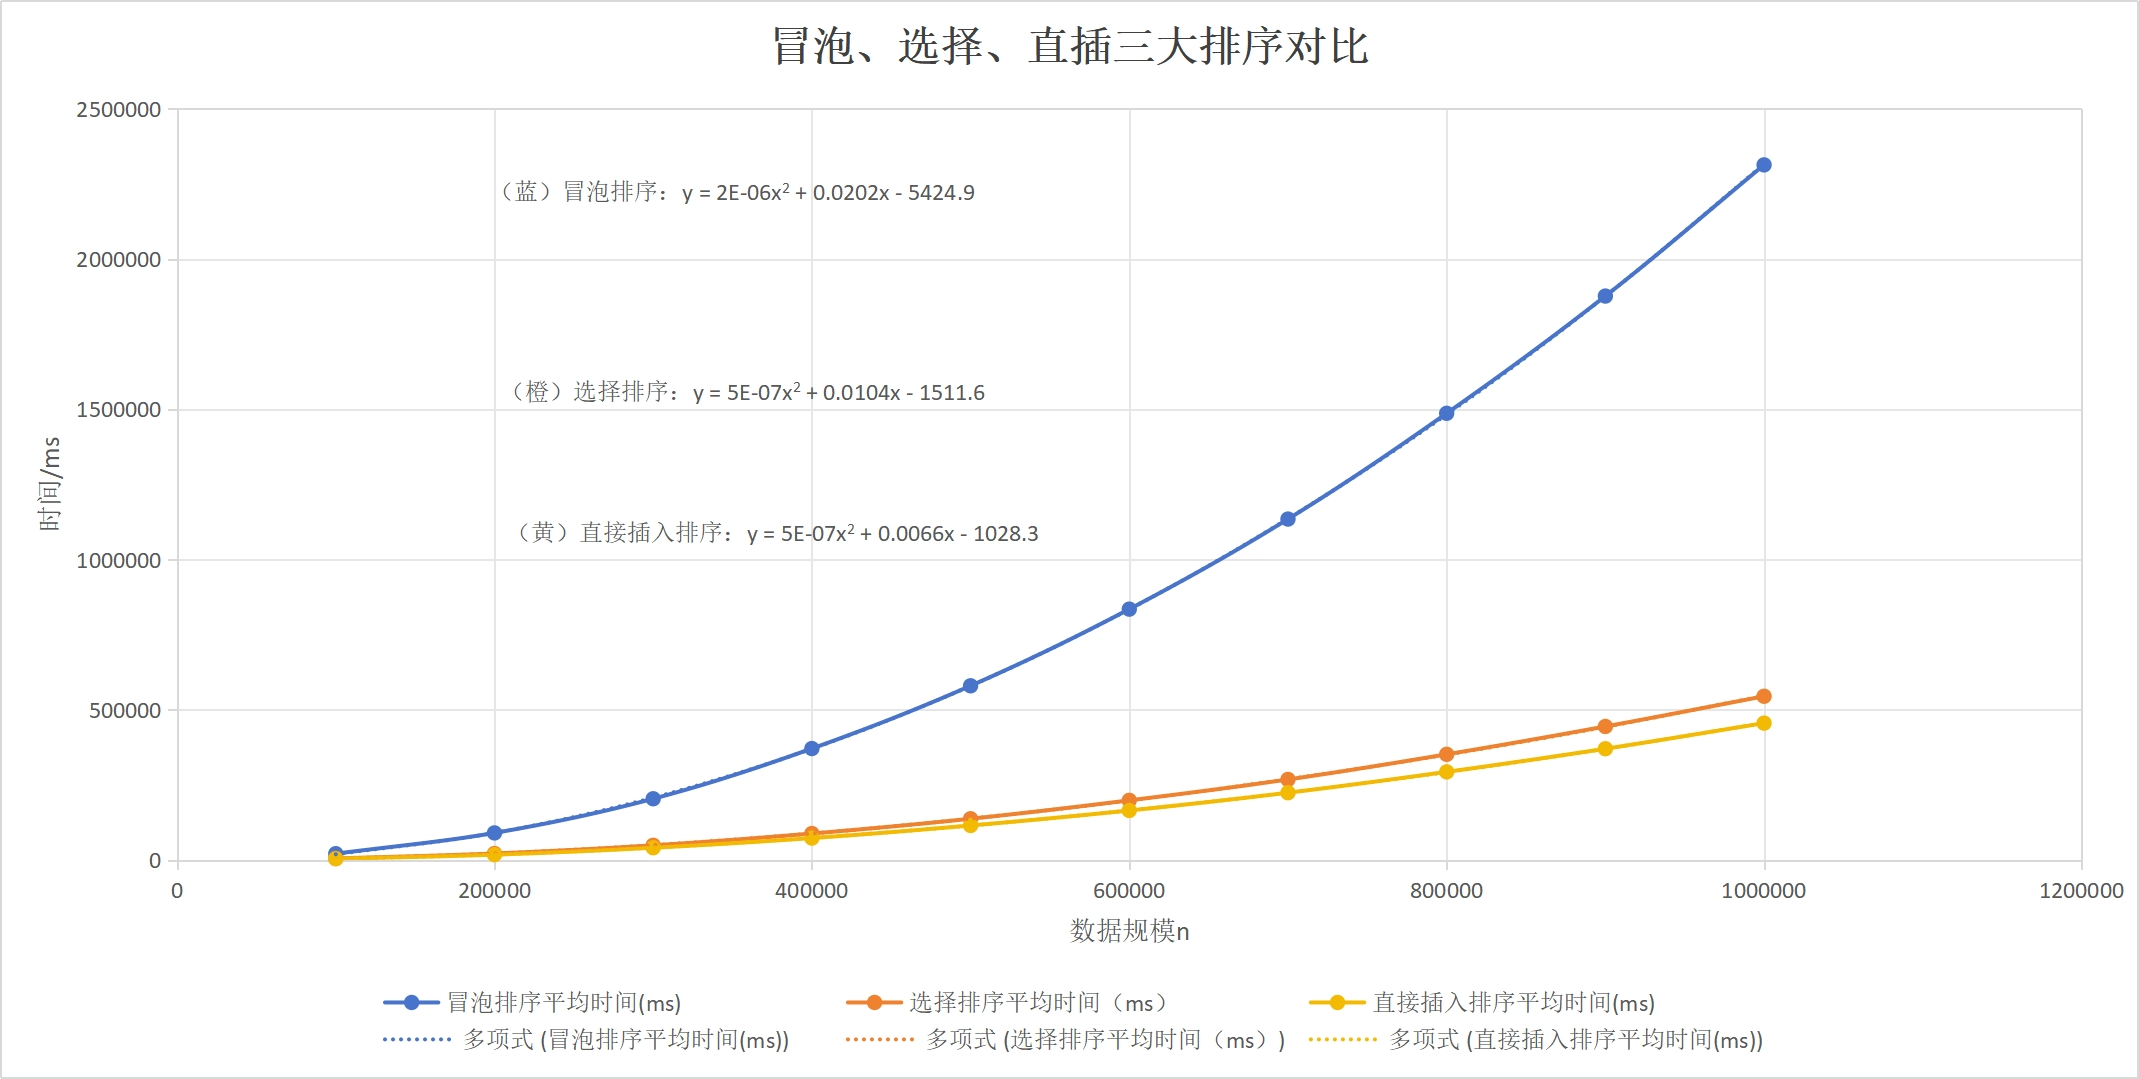 冒泡、选择、直插三大排序对比
2500000
2000000
1500000
1000000
500000
0
时间/ms
（蓝）冒泡排序：y = 2E-06x² + 0.0202x - 5424.9
（橙）选择排序：y = 5E-07x² + 0.0104x - 1511.6
（黄）直接插入排序：y = 5E-07x² + 0.0066x - 1028.3
0 200000 400000 600000 800000 1000000 1200000
数据规模n
冒泡排序平均时间(ms) 选择排序平均时间（ms） 直接插入排序平均时间(ms)
多项式 (冒泡排序平均时间(ms)) 多项式 (选择排序平均时间（ms）) 多项式 (直接插入排序平均时间(ms))